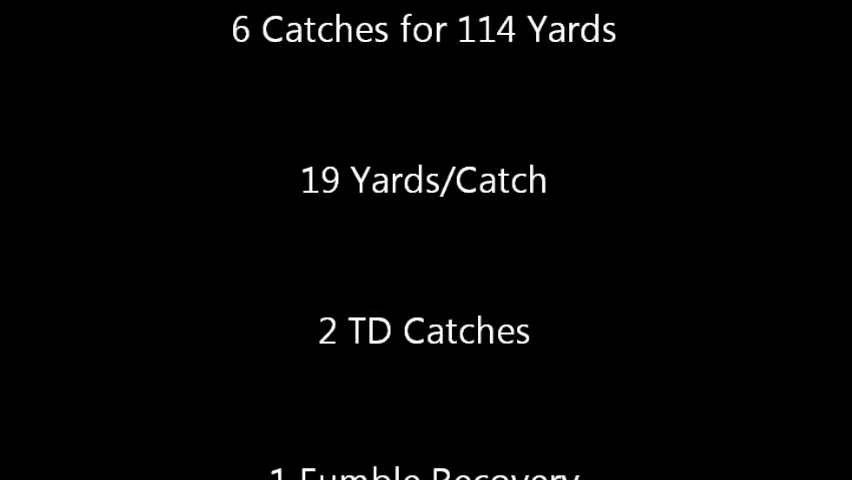 6 Catches for 114 Yards
19 Yards/Catch
2 TD Catches
1 Fumble Recovery